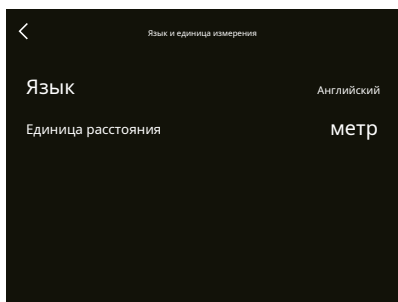 Язык и единица измерения
Язык Английский
Единица расстояния метр